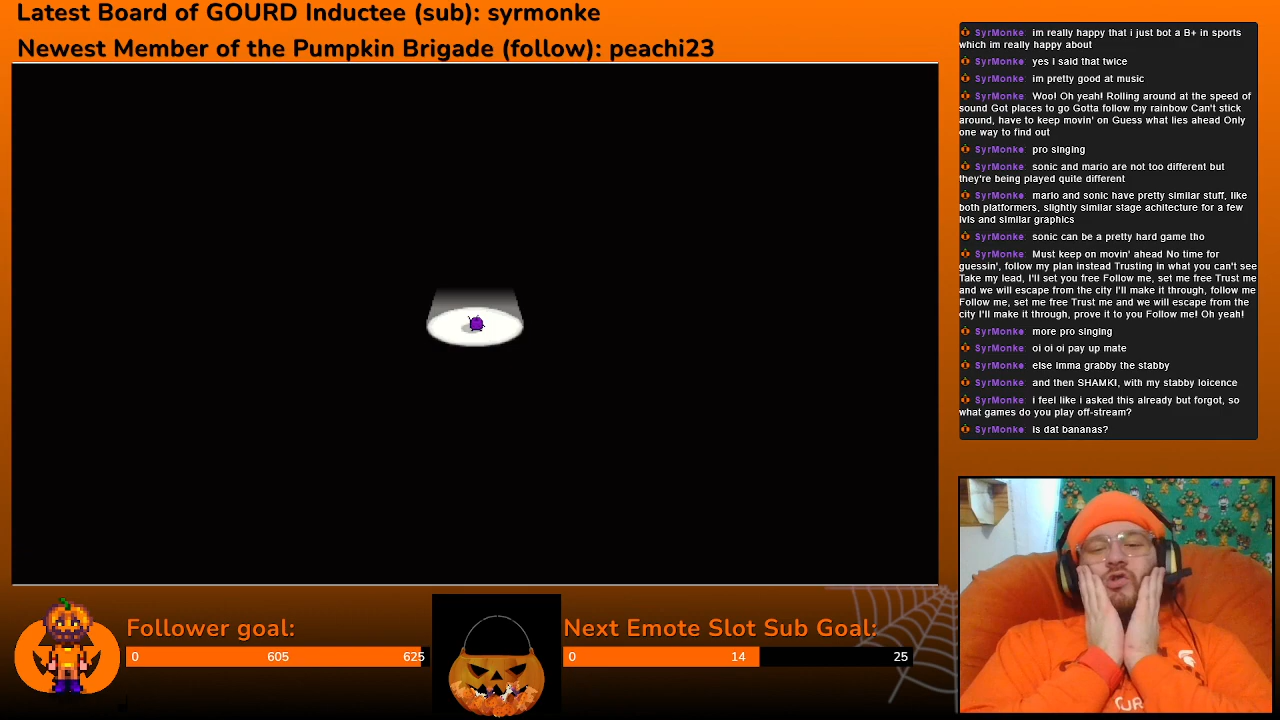 Latest Board of GOURD Inductee (sub): syrmonke
Newest Member of the Pumpkin Brigade (follow): peachi23
SyrMonke im really happy that i just bot a B+ in sports
which im really happy about
SyrMonke yes I said that twice
SyrMonke im pretty good at music
SyrMonke Woo! Oh yeah! Rolling around at the speed of
sound Got places to go Gotta follow my rainbow Can't stick
around, have to keep movin' on Guess what lies ahead Only
one way to find out
SyrMonke pro singing
SyrMonke sonic and mario are not too different but
they're being played quite different
SyrMonke mario and sonic have pretty similar stuff, like
both platformers, slightly similar stage achitecture for a few
lvls and similar graphics
SyrMonke sonic can be a pretty hard game tho
SyrMonke Must keep on movin' ahead No time for
guessin', follow my plan instead Trusting in what you can't see
Take my lead, I'll set you free Follow me, set me free Trust me
and we will escape from the city I'll make it through, follow me
Follow me, set me free Trust me and we will escape from the
city I'll make it through, prove it to you Follow me! Oh yeah!
SyrMonke more pro singing
SyrMonke oi oi oi pay up mate
SyrMonke else Imma grabby the stabby
SyrMonke and then SHAMKI, with my stabby loicence
SyrMonke i feel like i asked this already but forgot, so
what games do you play off-stream?
SyrMonke Is dat bananas?
Follower goal:
0 605 625
Next Emote Slot Sub Goal:
0 14 25